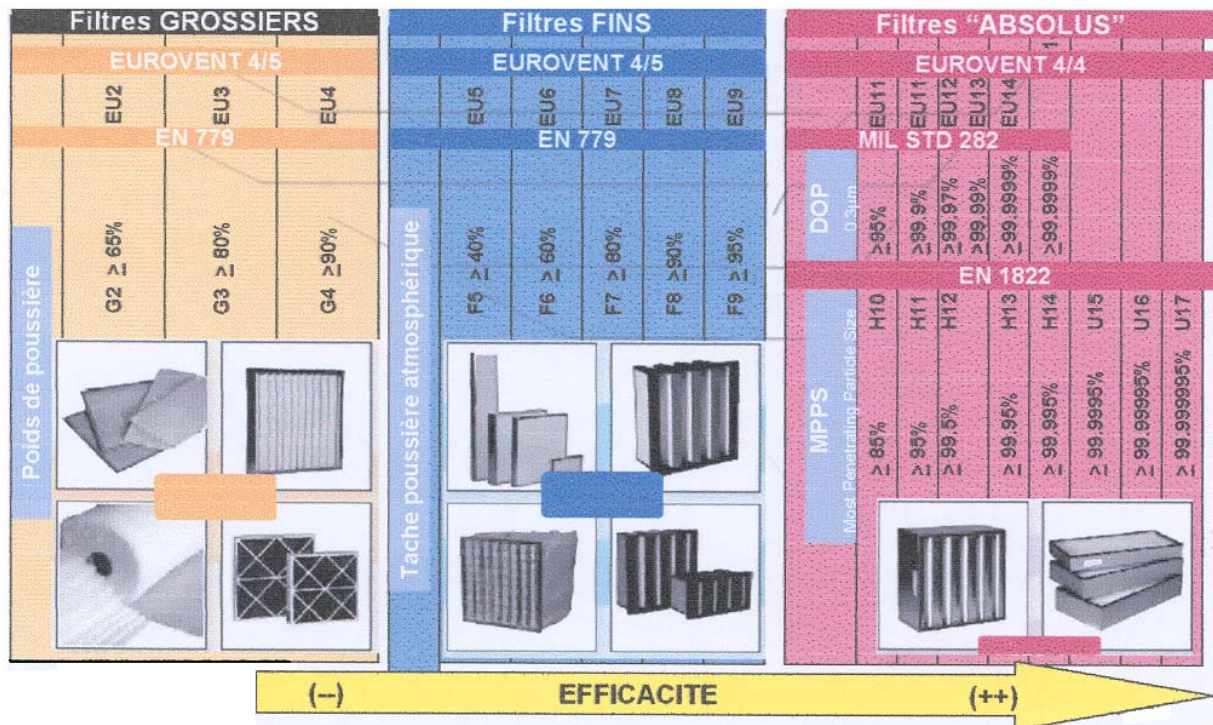 Filtres GROSSIERS
EUROVENT 4/5
EU2
EU3
EU4
EN 779
Poids de poussière
G2 ≥ 65%
G3 ≥ 80%
G4 ≥90%
Filtres FINS
EUROVENT 4/5
EU5
EU6
EU7
EU8
EU9
EN 779
Tache poussière atmosphérique
F5 ≥ 40%
F6 ≥ 60%
F7 ≥ 80%
F8 ≥90%
F9 ≥ 95%
Filtres “ABSOLUS”
1
EUROVENT 4/4
EU11
EU11
EU12
EU13
EU14
MIL STD 282
DOP
0.3µm
≥95%
≥99.9%
≥99.97%
≥99.99%
≥99.9999%
≥99.9999%
EN 1822
MPPS
Most Penetrating Particle Size
H10 ≥ 85%
H11 ≥ 95%
H12 ≥ 99.5%
H13 ≥ 99.95%
H14 ≥ 99.995%
U15 ≥ 99.9995%
U16 ≥ 99.99995%
U17 ≥ 99.999995%
(--) EFFICACITE (++)